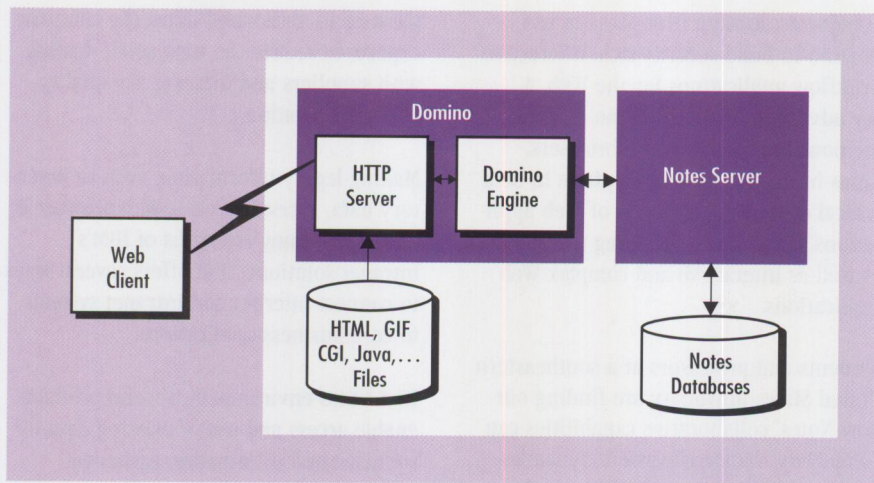 Domino
HTTP
Server
Domino
Engine
Notes Server
Web
Client
HTML, GIF
CGI, Java,...
Files
Notes
Databases